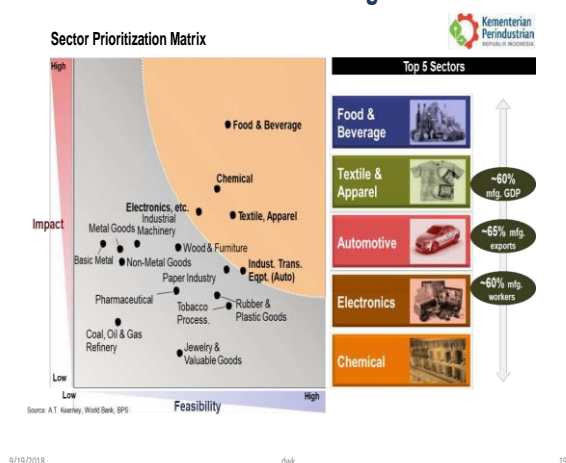 Kementerian
Perindustrian
REPUBLIK INDONESIA
Sector Prioritization Matrix
High
Impact
Low
Food & Beverage
Chemical
Electronics, etc.
Textile, Apparel
Industrial
Machinery
Metal Goods
Wood & Furniture
Basic Metal
Non-Metal Goods
Indust. Trans.
Eqpt. (Auto)
Paper Industry
Pharmaceutical
Tobacco
Process.
Rubber &
Plastic Goods
Coal, Oil & Gas
Refinery
Jewelry &
Valuable Goods
Low
Feasibility
High
Source: A.T. Kearney, World Bank, BPS
Top 5 Sectors
Food &
Beverage
Textile &
Apparel
Automotive
Electronics
Chemical
~60%
mfg. GDP
~65% mfg.
exports
~60% mfg.
workers
9/19/2018
dwk
19